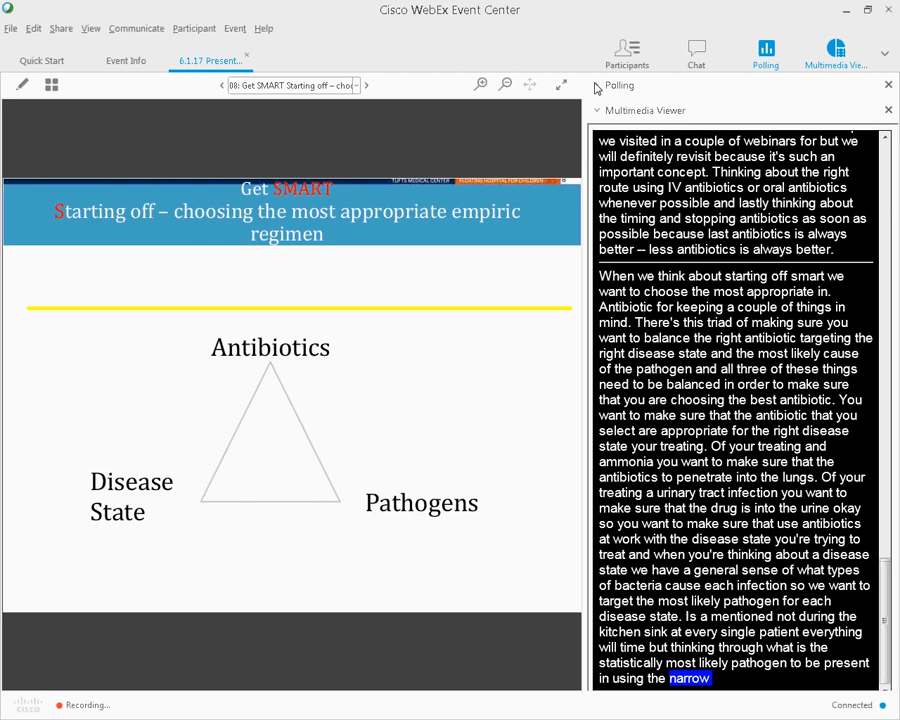 Cisco WebEx Event Center
File Edit Share View Communicate Participant Event Help
Quick Start Event Info 6.1.17 Present...
Participants Chat Polling Multimedia Vie...
08: Get SMART Starting off – choo
Polling
Multimedia Viewer
TUFTS MEDICAL CENTER FLOATING HOSPITAL FOR CHILDREN
Get SMART
Starting off – choosing the most appropriate empiric
regimen
Antibiotics
Disease
State
Pathogens
we visited in a couple of webinars for but we
will definitely revisit because it's such an
important concept. Thinking about the right
route using IV antibiotics or oral antibiotics
whenever possible and lastly thinking about
the timing and stopping antibiotics as soon as
possible because last antibiotics is always
better -- less antibiotics is always better.
When we think about starting off smart we
want to choose the most appropriate in.
Antibiotic for keeping a couple of things in
mind. There's this triad of making sure you
want to balance the right antibiotic targeting the
right disease state and the most likely cause
of the pathogen and all three of these things
need to be balanced in order to make sure
that you are choosing the best antibiotic. You
want to make sure that the antibiotic that you
select are appropriate for the right disease
state your treating. Of your treating and
ammonia you want to make sure that the
antibiotics to penetrate into the lungs. Of your
treating a urinary tract infection you want to
make sure that the drug is into the urine okay
so you want to make sure that use antibiotics
at work with the disease state you're trying to
treat and when you're thinking about a disease
state we have a general sense of what types
of bacteria cause each infection so we want to
target the most likely pathogen for each
disease state. Is a mentioned not during the
kitchen sink at every single patient everything
will time but thinking through what is the
statistically most likely pathogen to be present
in using the narrow
cisco Recording... Connected